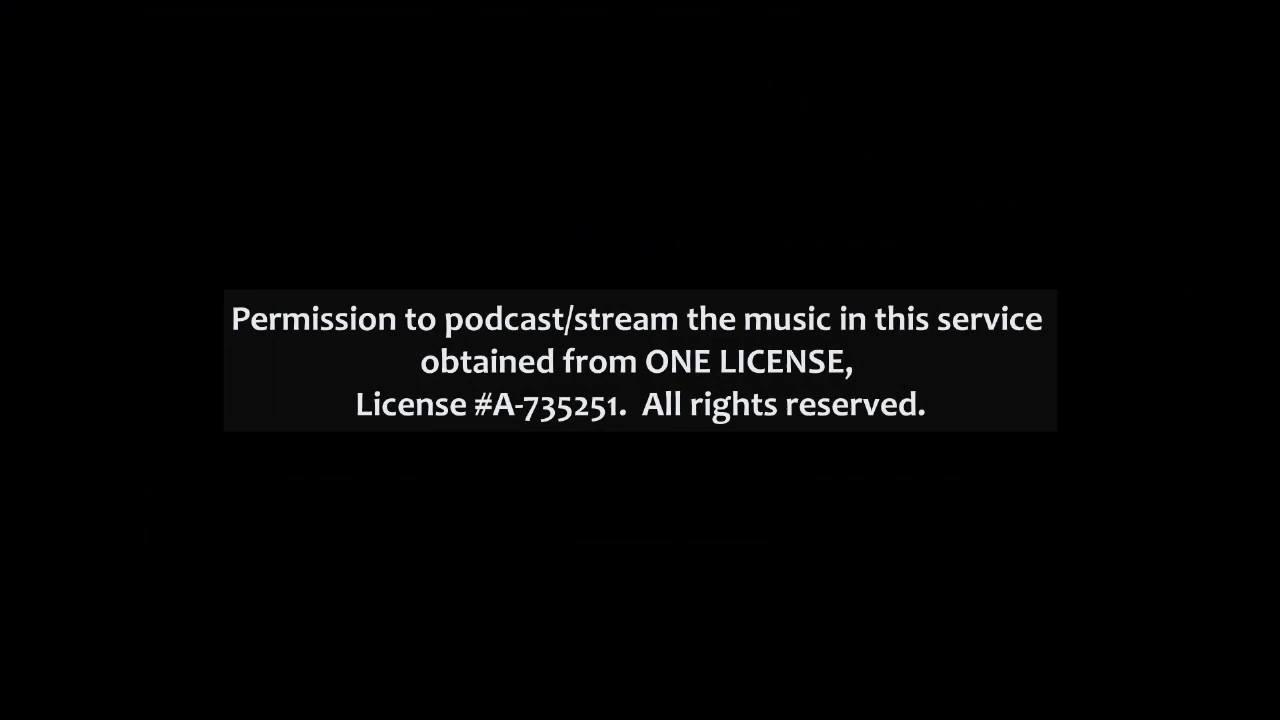 Permission to podcast/stream the music in this service
obtained from ONE LICENSE,
License #A-735251.  All rights reserved.